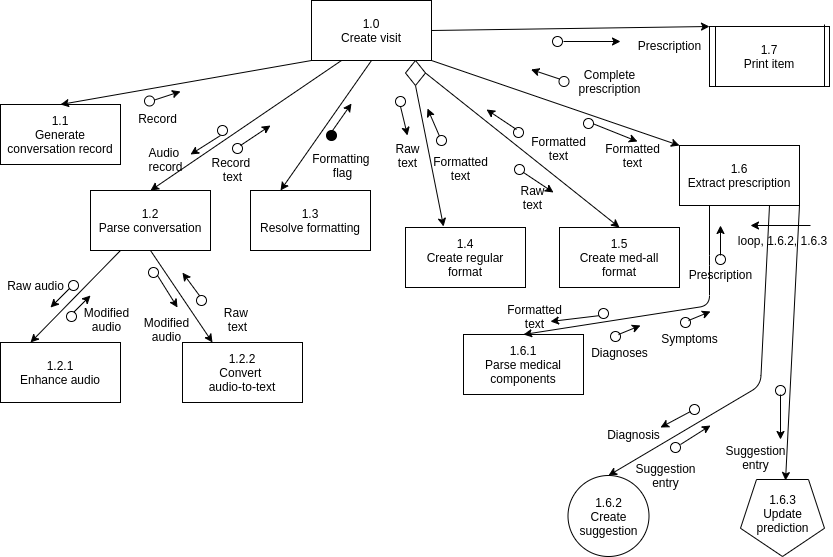 1.0
Create visit
1.7
Print item
Prescription
Complete
prescription
1.1
Generate
conversation record
Record
Audio
record
Record
text
Formatting
flag
Raw
text
Formatted
text
Formatted
text
Raw
text
Formatted
text
1.6
Extract prescription
1.2
Parse conversation
1.3
Resolve formatting
1.4
Create regular
format
1.5
Create med-all
format
loop, 1.6.2, 1.6.3
Prescription
Raw audio
Modified
audio
Modified
audio
Raw
text
Formatted
text
Diagnoses
Symptoms
1.2.1
Enhance audio
1.2.2
Convert
audio-to-text
1.6.1
Parse medical
components
Diagnosis
Suggestion
entry
Suggestion
entry
1.6.2
Create
suggestion
1.6.3
Update
prediction